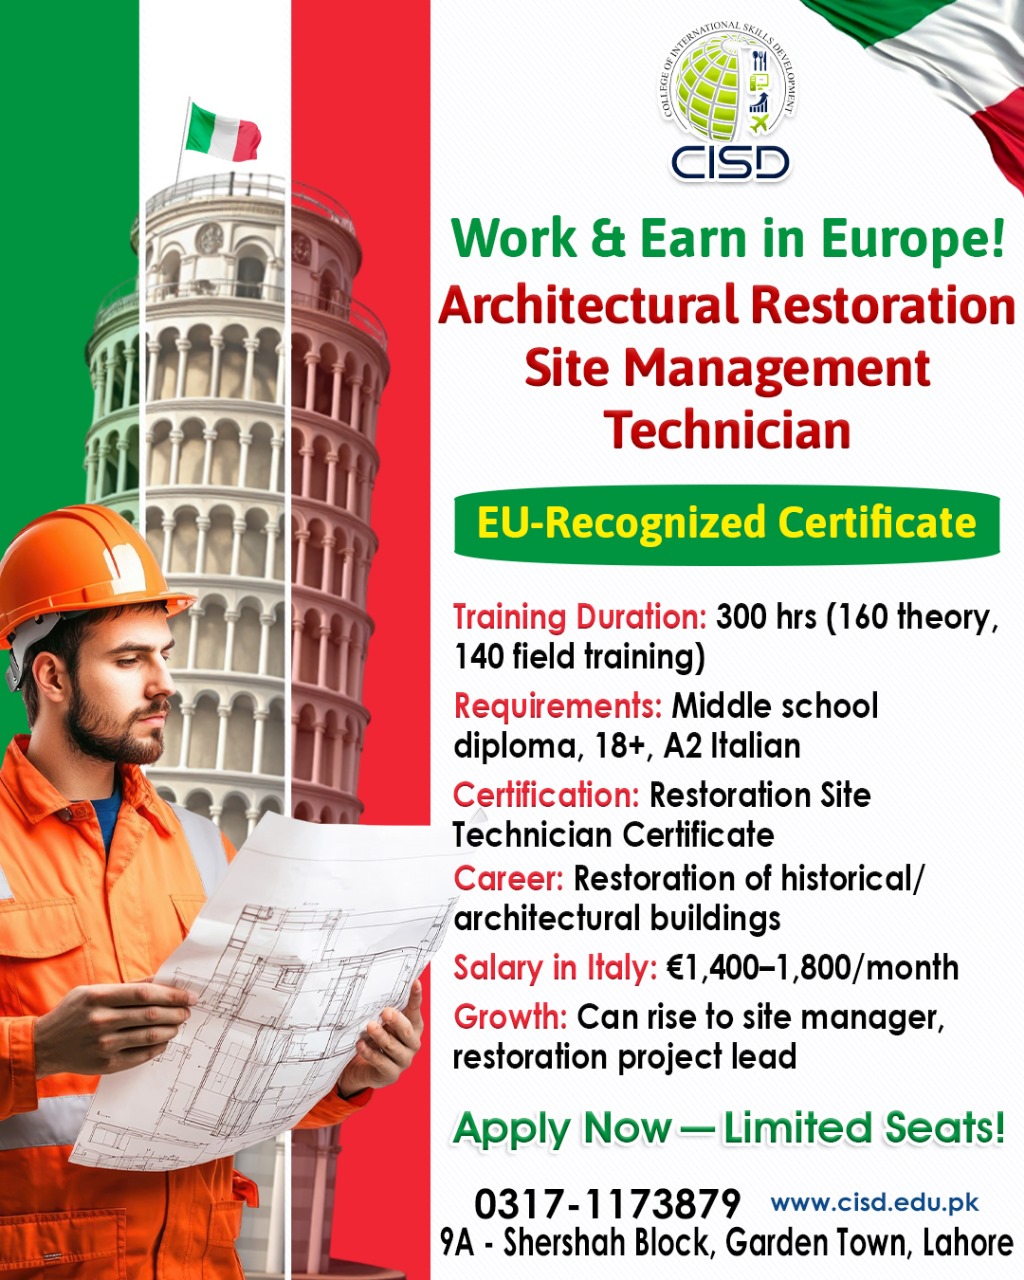 COLLEGE OF INTERNATIONAL SKILLS DEVELOPMENT
CISD
Work & Earn in Europe!
Architectural Restoration
Site Management
Technician
EU-Recognized Certificate
Training Duration: 300 hrs (160 theory,
140 field training)
Requirements: Middle school
diploma, 18+, A2 Italian
Certification: Restoration Site
Technician Certificate
Career: Restoration of historical/
architectural buildings
Salary in Italy: €1,400–1,800/month
Growth: Can rise to site manager,
restoration project lead
Apply Now — Limited Seats!
0317-1173879 www.cisd.edu.pk
9A - Shershah Block, Garden Town, Lahore